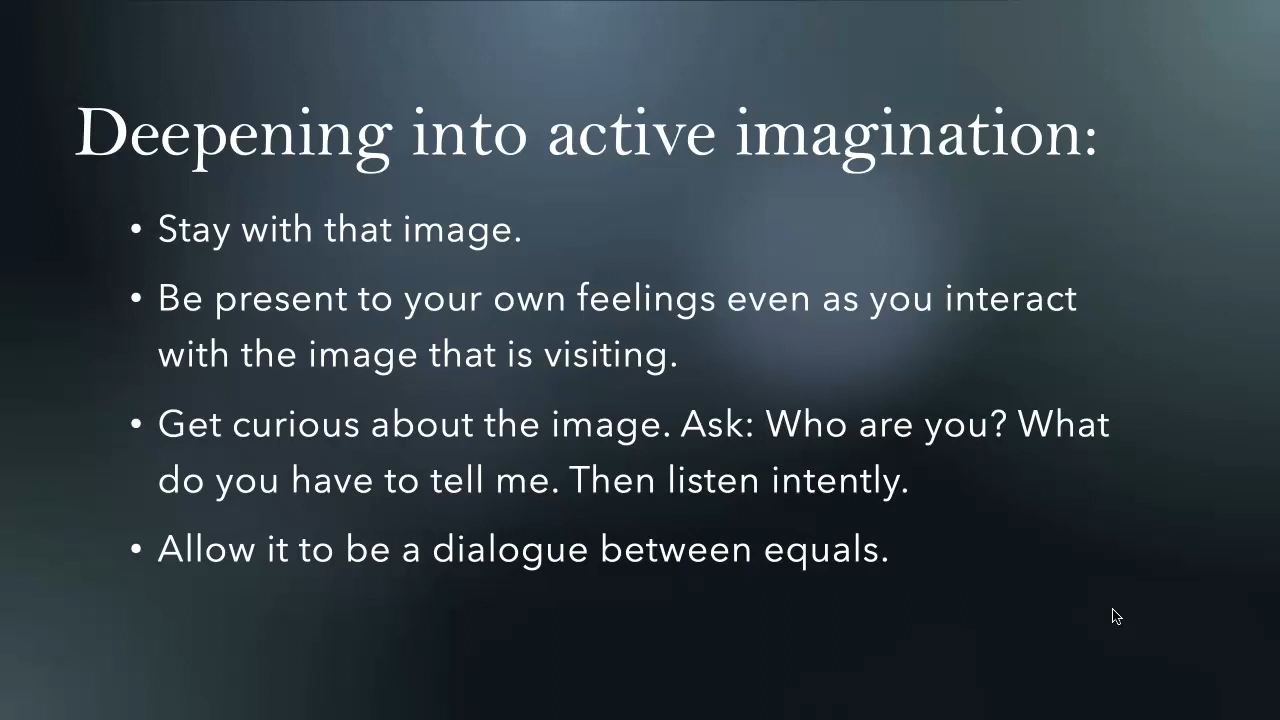 Deepening into active imagination:
• Stay with that image.
• Be present to your own feelings even as you interact
with the image that is visiting.
• Get curious about the image. Ask: Who are you? What
do you have to tell me. Then listen intently.
• Allow it to be a dialogue between equals.